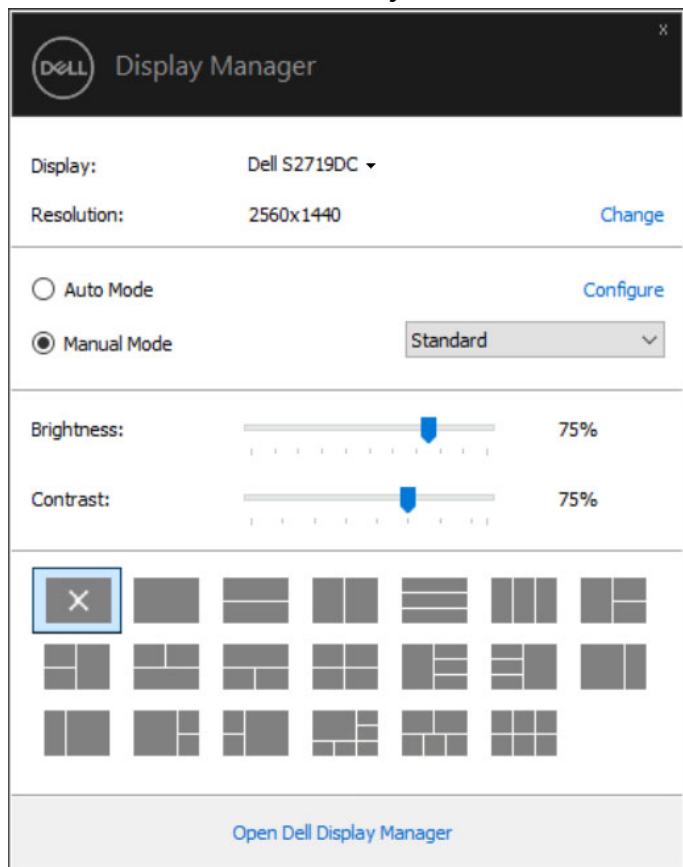 x
DELL Display Manager
Display: Dell S2719DC
Resolution: 2560x1440 Change
Auto Mode Configure
Manual Mode Standard
Brightness: 75%
Contrast: 75%
Open Dell Display Manager